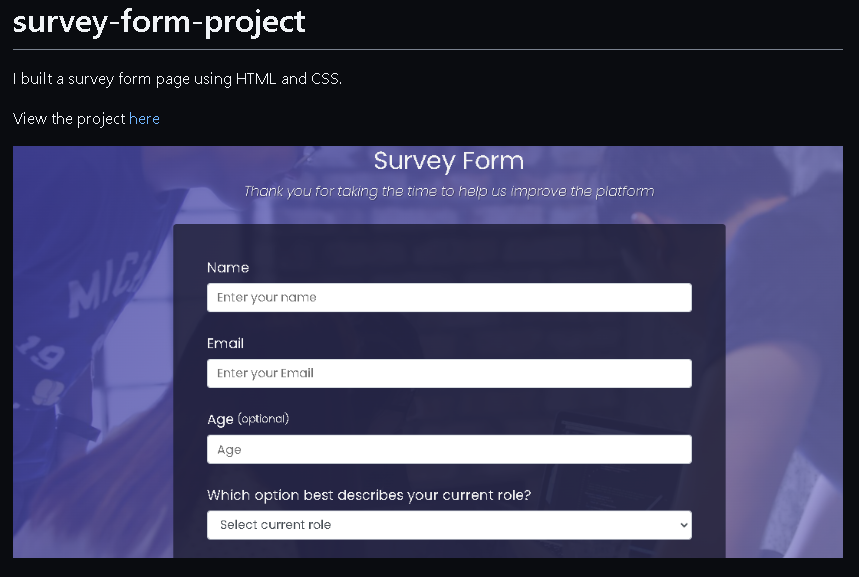 survey-form-project
I built a survey form page using HTML and CSS.
View the project here
Survey Form
Thank you for taking the time to help us improve the platform
Name
Enter your name
Email
Enter your Email
Age (optional)
Age
Which option best describes your current role?
Select current role
MICA
19